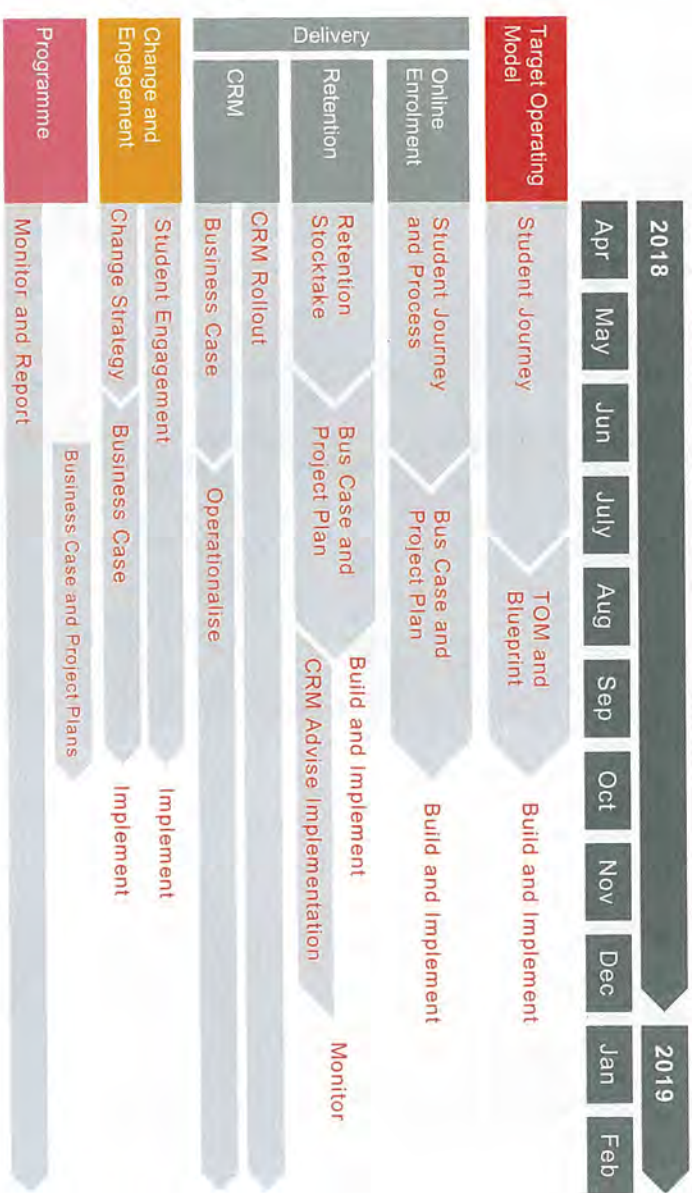 2018
2019
Apr
May
Jun
July
Aug
Sep
Oct
Nov
Dec
Jan
Feb
Target Operating
Model
Student Journey
TOM and
Blueprint
Build and Implement
Delivery
Online
Enrolment
Student Journey
and Process
Bus Case and
Project Plan
Build and Implement
Retention
Retention
Stocktake
Bus Case and
Project Plan
Build and Implement
CRM Advise Implementation
Monitor
CRM
CRM Rollout
Business Case
Operationalise
Change and
Engagement
Student Engagement
Implement
Change Strategy
Business Case
Implement
Programme
Business Case and Project Plans
Monitor and Report